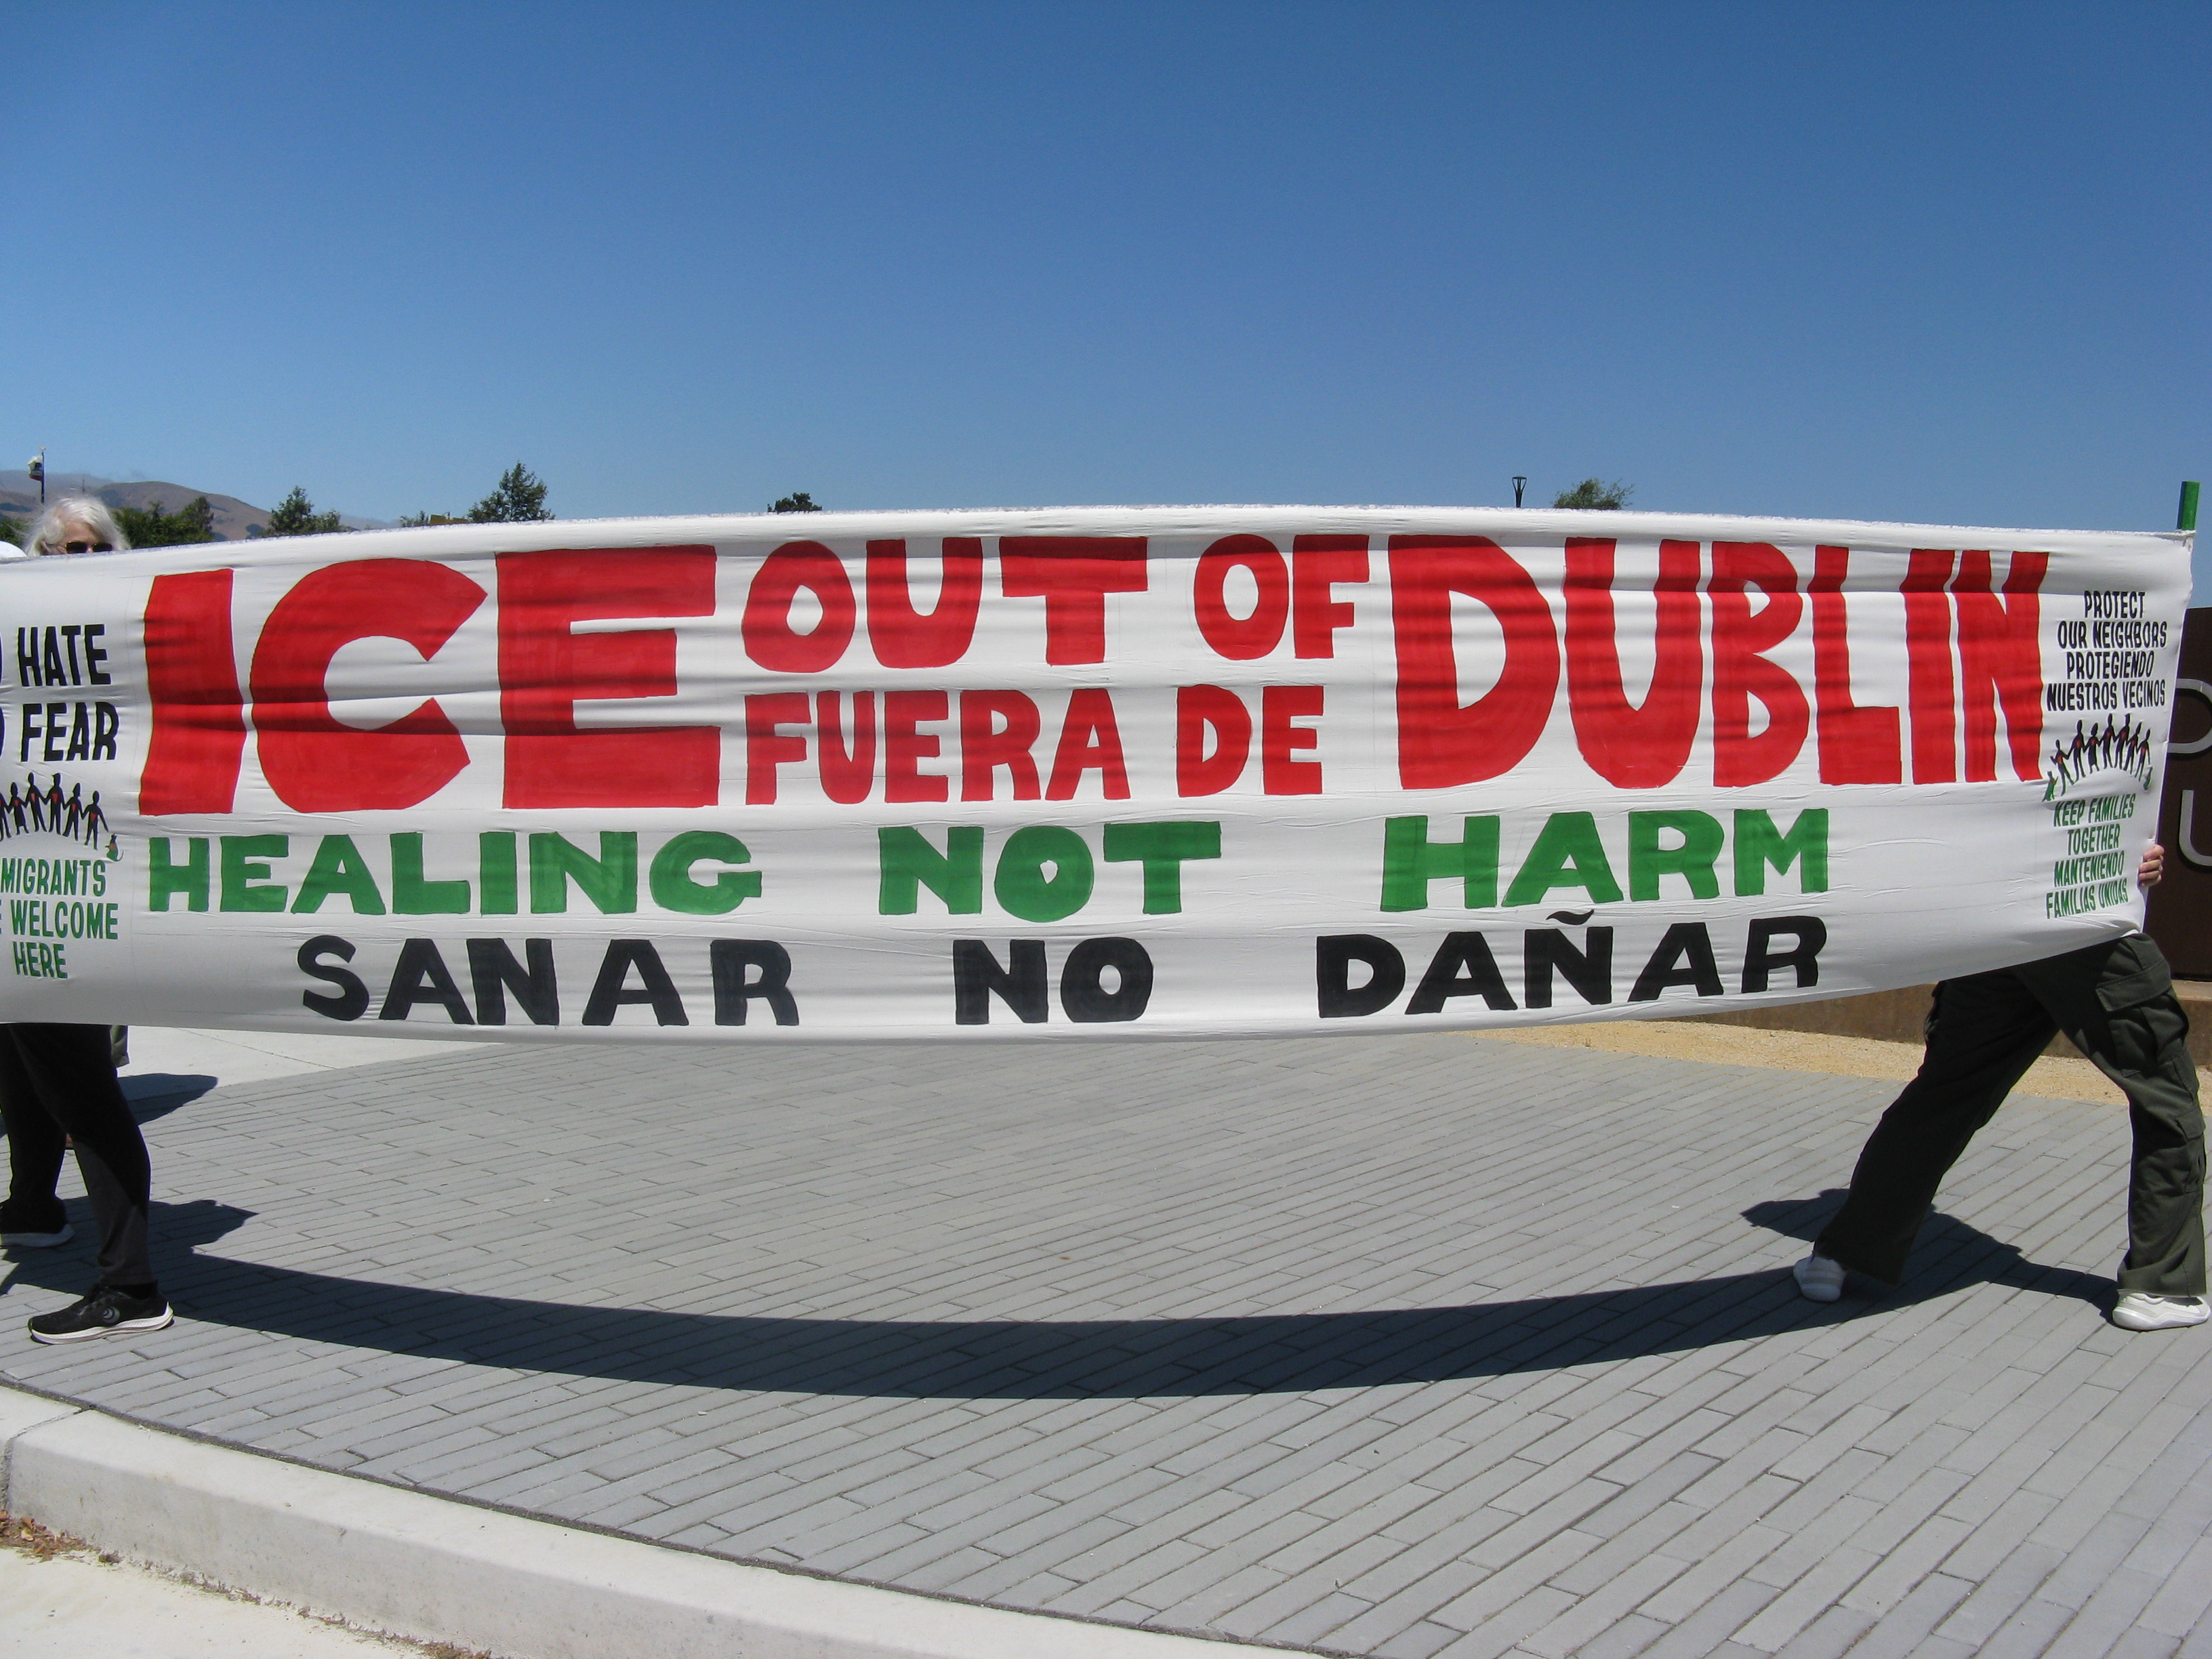 HATE
FEAR
MIGRANTS
WELCOME
HERE
ICE OUT OF DUBLIN
FUERA DE
HEALING NOT HARM
SANAR NO DAÑAR
PROTECT
OUR NEIGHBORS
PROTEGIENDO
NUESTROS VECINOS
KEEP FAMILIES
TOGETHER
MANTENIENDO
FAMILIAS UNIDAS